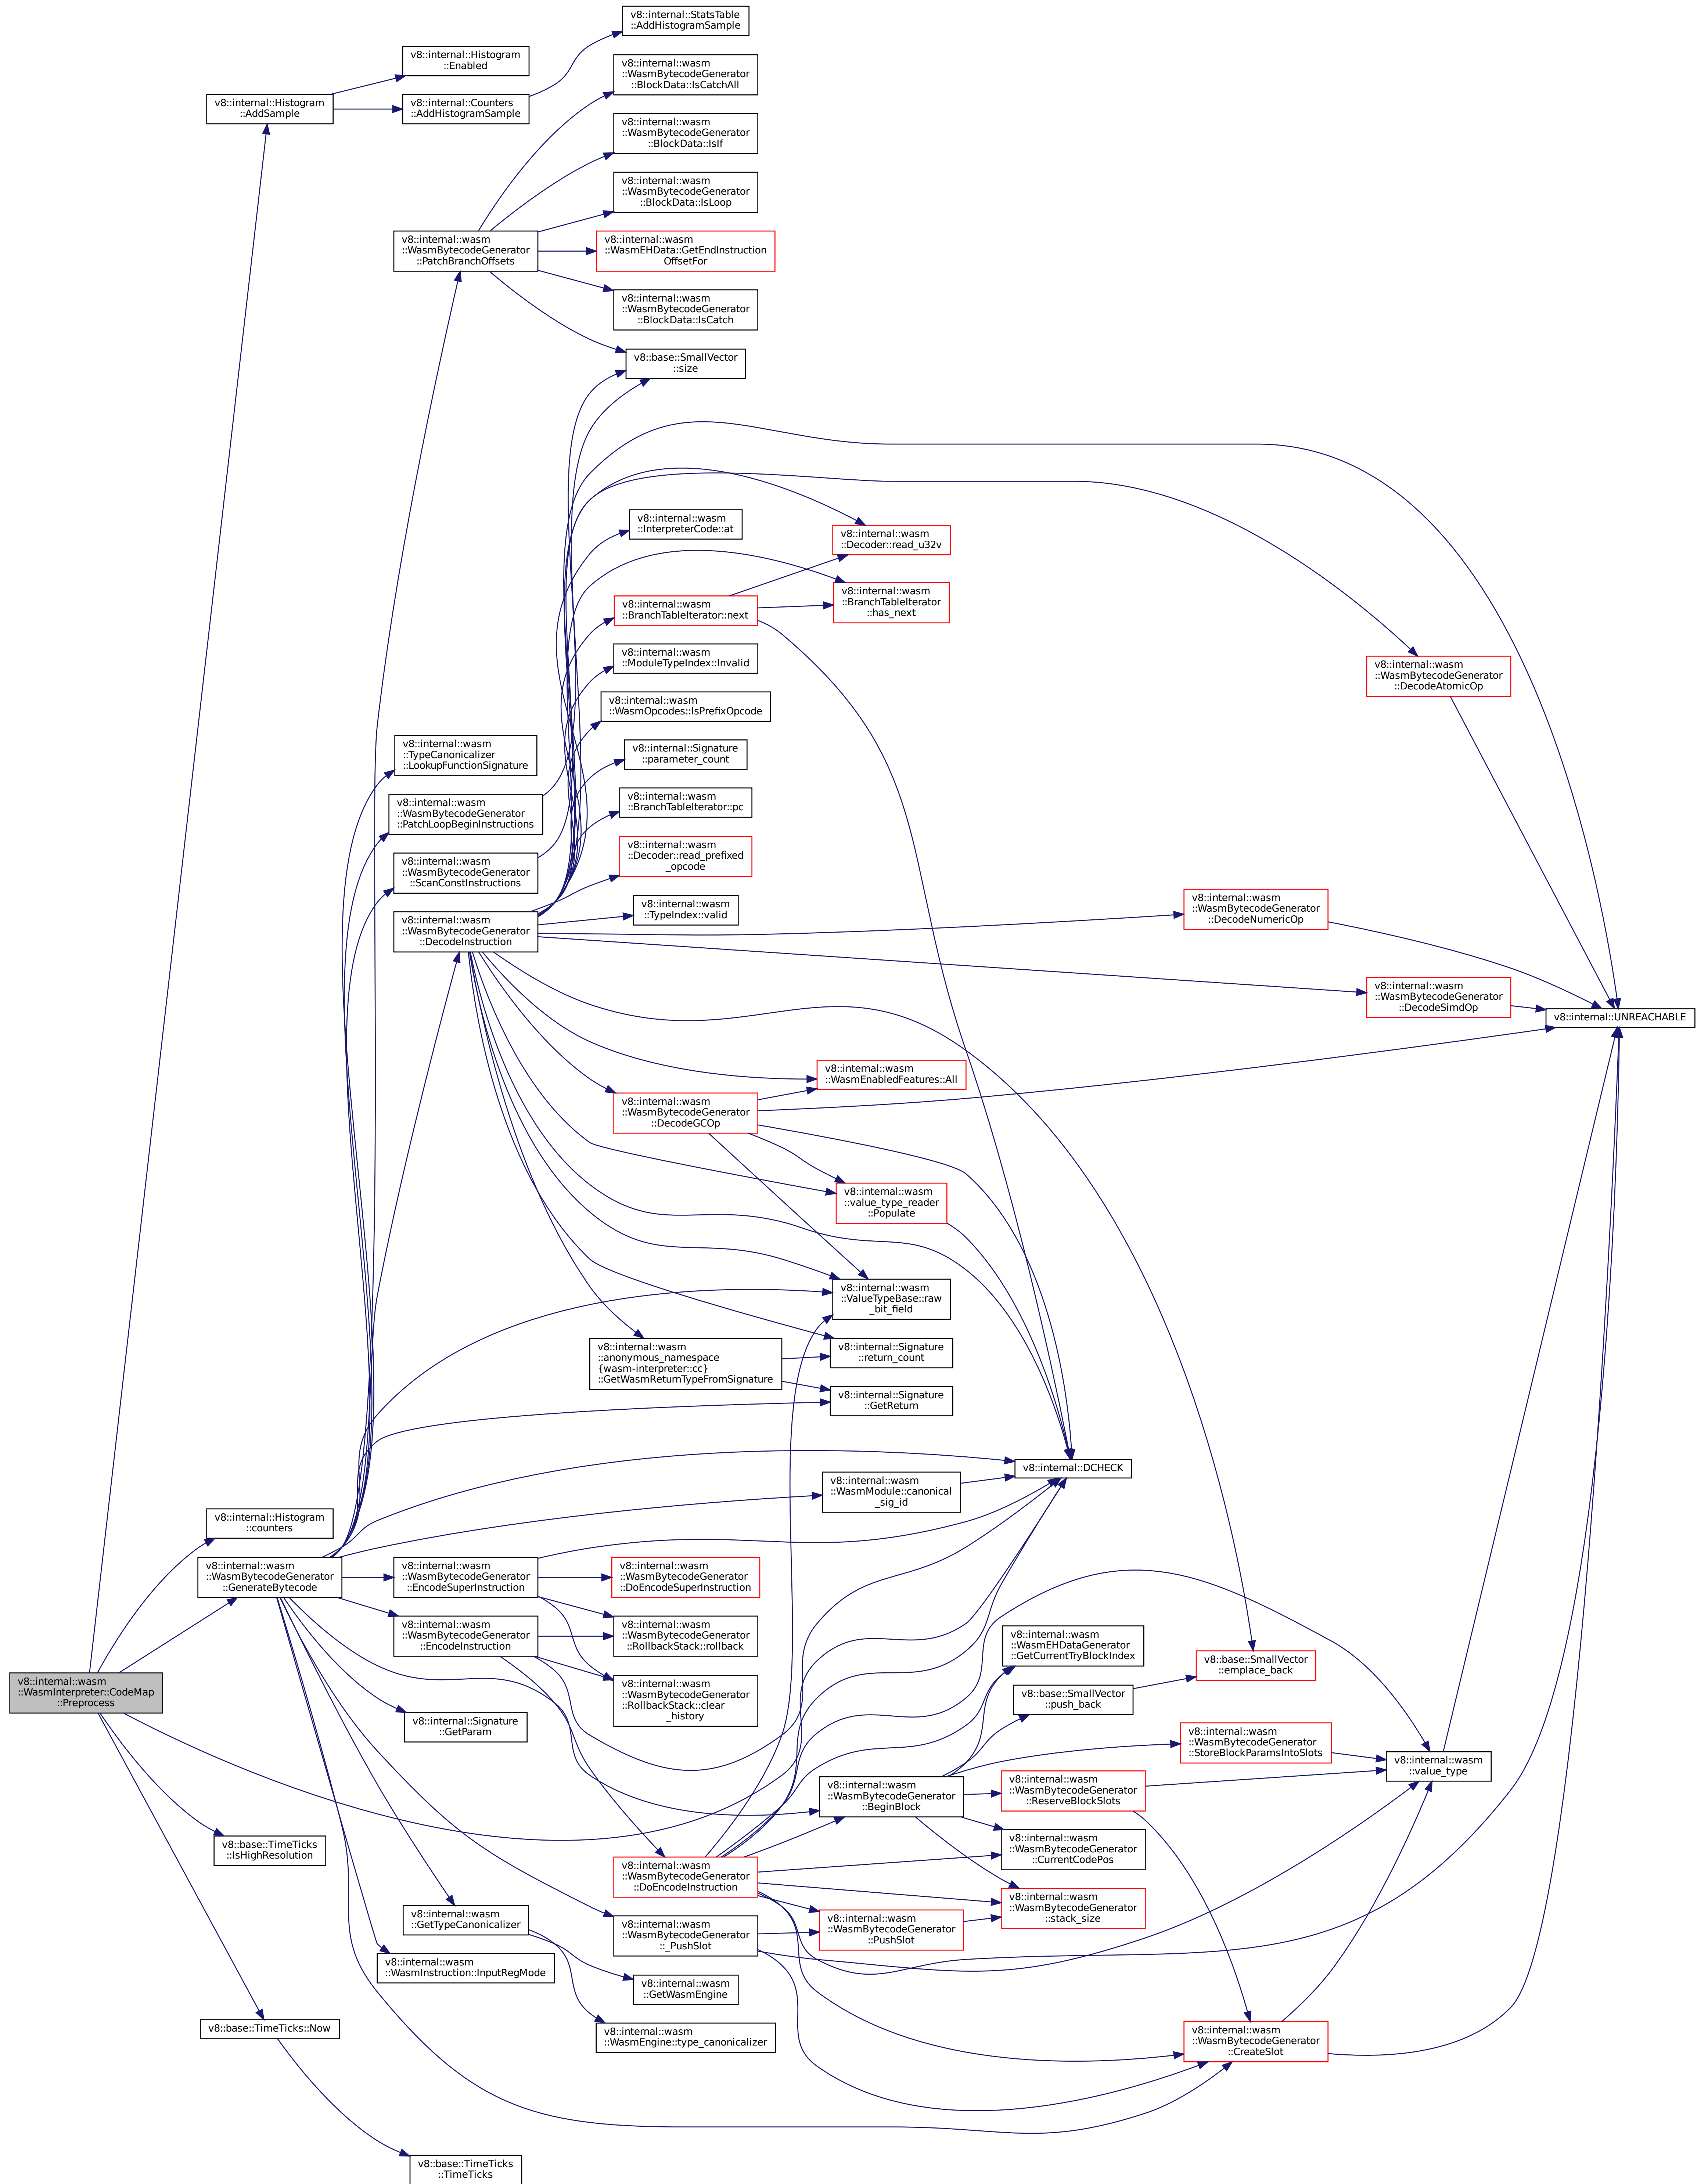 v8::internal::StatsTable
::AddHistogramSample
v8::internal::Histogram
::Enabled
v8::internal::wasm
::WasmBytecodeGenerator
::BlockData::IsCatchAll
v8::internal::Histogram
::AddSample
v8::internal::Counters
::AddHistogramSample
v8::internal::wasm
::WasmBytecodeGenerator
::BlockData::IsIf
v8::internal::wasm
::WasmBytecodeGenerator
::BlockData::IsLoop
v8::internal::wasm
::WasmBytecodeGenerator
::PatchBranchOffsets
v8::internal::wasm
::WasmEHData::GetEndInstruction
OffsetFor
v8::internal::wasm
::WasmBytecodeGenerator
::BlockData::IsCatch
v8::base::SmallVector
::size
v8::internal::wasm
::InterpreterCode::at
v8::internal::wasm
::Decoder::read_u32v
v8::internal::wasm
::BranchTableIterator::next
v8::internal::wasm
::BranchTableIterator
::has_next
v8::internal::wasm
::ModuleTypeIndex::Invalid
v8::internal::wasm
::WasmBytecodeGenerator
::DecodeAtomicOp
v8::internal::wasm
::WasmOpcodes::IsPrefixOpcode
v8::internal::wasm
::TypeCanonicalizer
::LookupFunctionSignature
v8::internal::Signature
::parameter_count
v8::internal::wasm
::WasmBytecodeGenerator
::PatchLoopBeginInstructions
v8::internal::wasm
::BranchTableIterator::pc
v8::internal::wasm
::WasmBytecodeGenerator
::ScanConstInstructions
v8::internal::wasm
::Decoder::read_prefixed
_opcode
v8::internal::wasm
::WasmBytecodeGenerator
::DecodeInstruction
v8::internal::wasm
::TypeIndex::valid
v8::internal::wasm
::WasmBytecodeGenerator
::DecodeNumericOp
v8::internal::wasm
::WasmBytecodeGenerator
::DecodeSimdOp
v8::internal::UNREACHABLE
v8::internal::wasm
::WasmEnabledFeatures::All
v8::internal::wasm
::WasmBytecodeGenerator
::DecodeGCOp
v8::internal::wasm
::value_type_reader
::Populate
v8::internal::wasm
::ValueTypeBase::raw
_bit_field
v8::internal::wasm
::anonymous_namespace
{wasm-interpreter::cc}
::GetWasmReturnTypeFromSignature
v8::internal::Signature
::return_count
v8::internal::Signature
::GetReturn
v8::internal::DCHECK
v8::internal::wasm
::WasmModule::canonical
_sig_id
v8::internal::Histogram
::counters
v8::internal::wasm
::WasmBytecodeGenerator
::GenerateBytecode
v8::internal::wasm
::WasmBytecodeGenerator
::EncodeSuperInstruction
v8::internal::wasm
::WasmBytecodeGenerator
::DoEncodeSuperInstruction
v8::internal::wasm
::WasmBytecodeGenerator
::EncodeInstruction
v8::internal::wasm
::WasmBytecodeGenerator
::RollbackStack::rollback
v8::internal::wasm
::WasmEHDataGenerator
::GetCurrentTryBlockIndex
v8::base::SmallVector
::emplace_back
v8::internal::wasm
::WasmInterpreter::CodeMap
::Preprocess
v8::internal::wasm
::WasmBytecodeGenerator
::RollbackStack::clear
_history
v8::base::SmallVector
::push_back
v8::internal::Signature
::GetParam
v8::internal::wasm
::WasmBytecodeGenerator
::StoreBlockParamsIntoSlots
v8::internal::wasm
::value_type
v8::internal::wasm
::WasmBytecodeGenerator
::BeginBlock
v8::internal::wasm
::WasmBytecodeGenerator
::ReserveBlockSlots
v8::base::TimeTicks
::IsHighResolution
v8::internal::wasm
::WasmBytecodeGenerator
::CurrentCodePos
v8::internal::wasm
::WasmBytecodeGenerator
::DoEncodeInstruction
v8::internal::wasm
::WasmBytecodeGenerator
::stack_size
v8::internal::wasm
::GetTypeCanonicalizer
v8::internal::wasm
::WasmBytecodeGenerator
::_PushSlot
v8::internal::wasm
::WasmBytecodeGenerator
::PushSlot
v8::internal::wasm
::WasmInstruction::InputRegMode
v8::internal::wasm
::GetWasmEngine
v8::base::TimeTicks::Now
v8::internal::wasm
::WasmEngine::type_canonicalizer
v8::internal::wasm
::WasmBytecodeGenerator
::CreateSlot
v8::base::TimeTicks
::TimeTicks